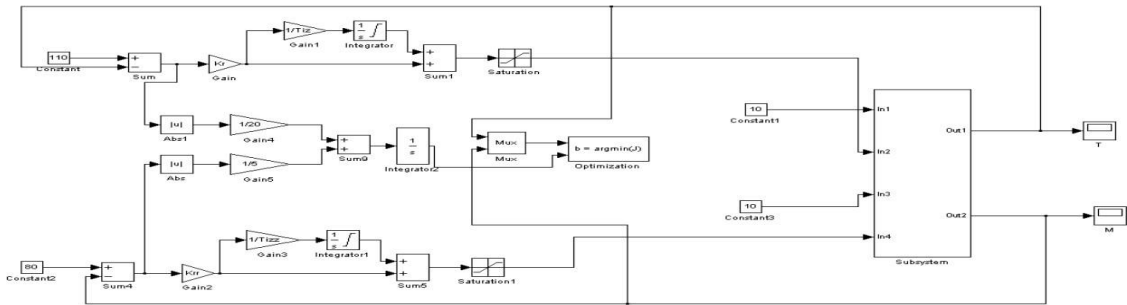 1/Tiz
1
s
Gain1
Integrator
110
Constant
+
−
Sum
Kr
Gain
+
+
Sum1
Saturation
|u|
Abs1
1/20
Gain4
+
+
Sum9
1
s
Integrator2
|u|
Abs
1/5
Gain5
Mux
Mux
b = argmin(J)
Optimization
10
Constant1
10
Constant3
In1
In2
In3
In4
Out1
Out2
Subsystem
T
M
80
Constant2
+
−
Sum4
Krr
Gain2
1/Tizz
Gain3
1
s
Integrator1
+
+
Sum5
Saturation1